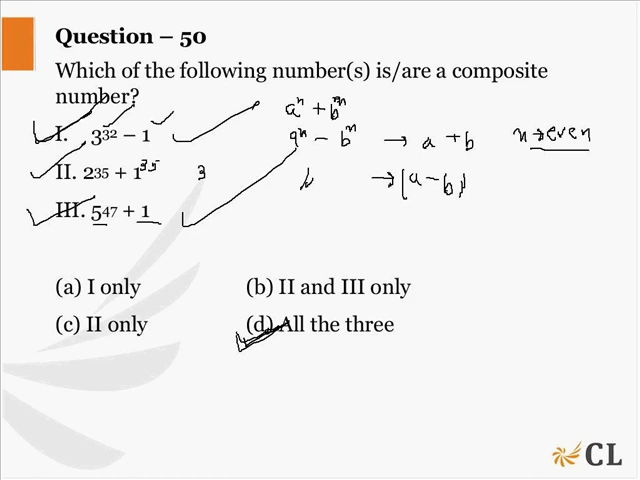 Question – 50
Which of the following number(s) is/are a composite
number?
aⁿ + bⁿ
I. 3³² – 1
aⁿ – bⁿ → a + b n → even
II. 2³⁵ + 1³⁵ 3
→ (a – b)
III. 5⁴⁷ + 1
(a) I only (b) II and III only
(c) II only (d) All the three
CL